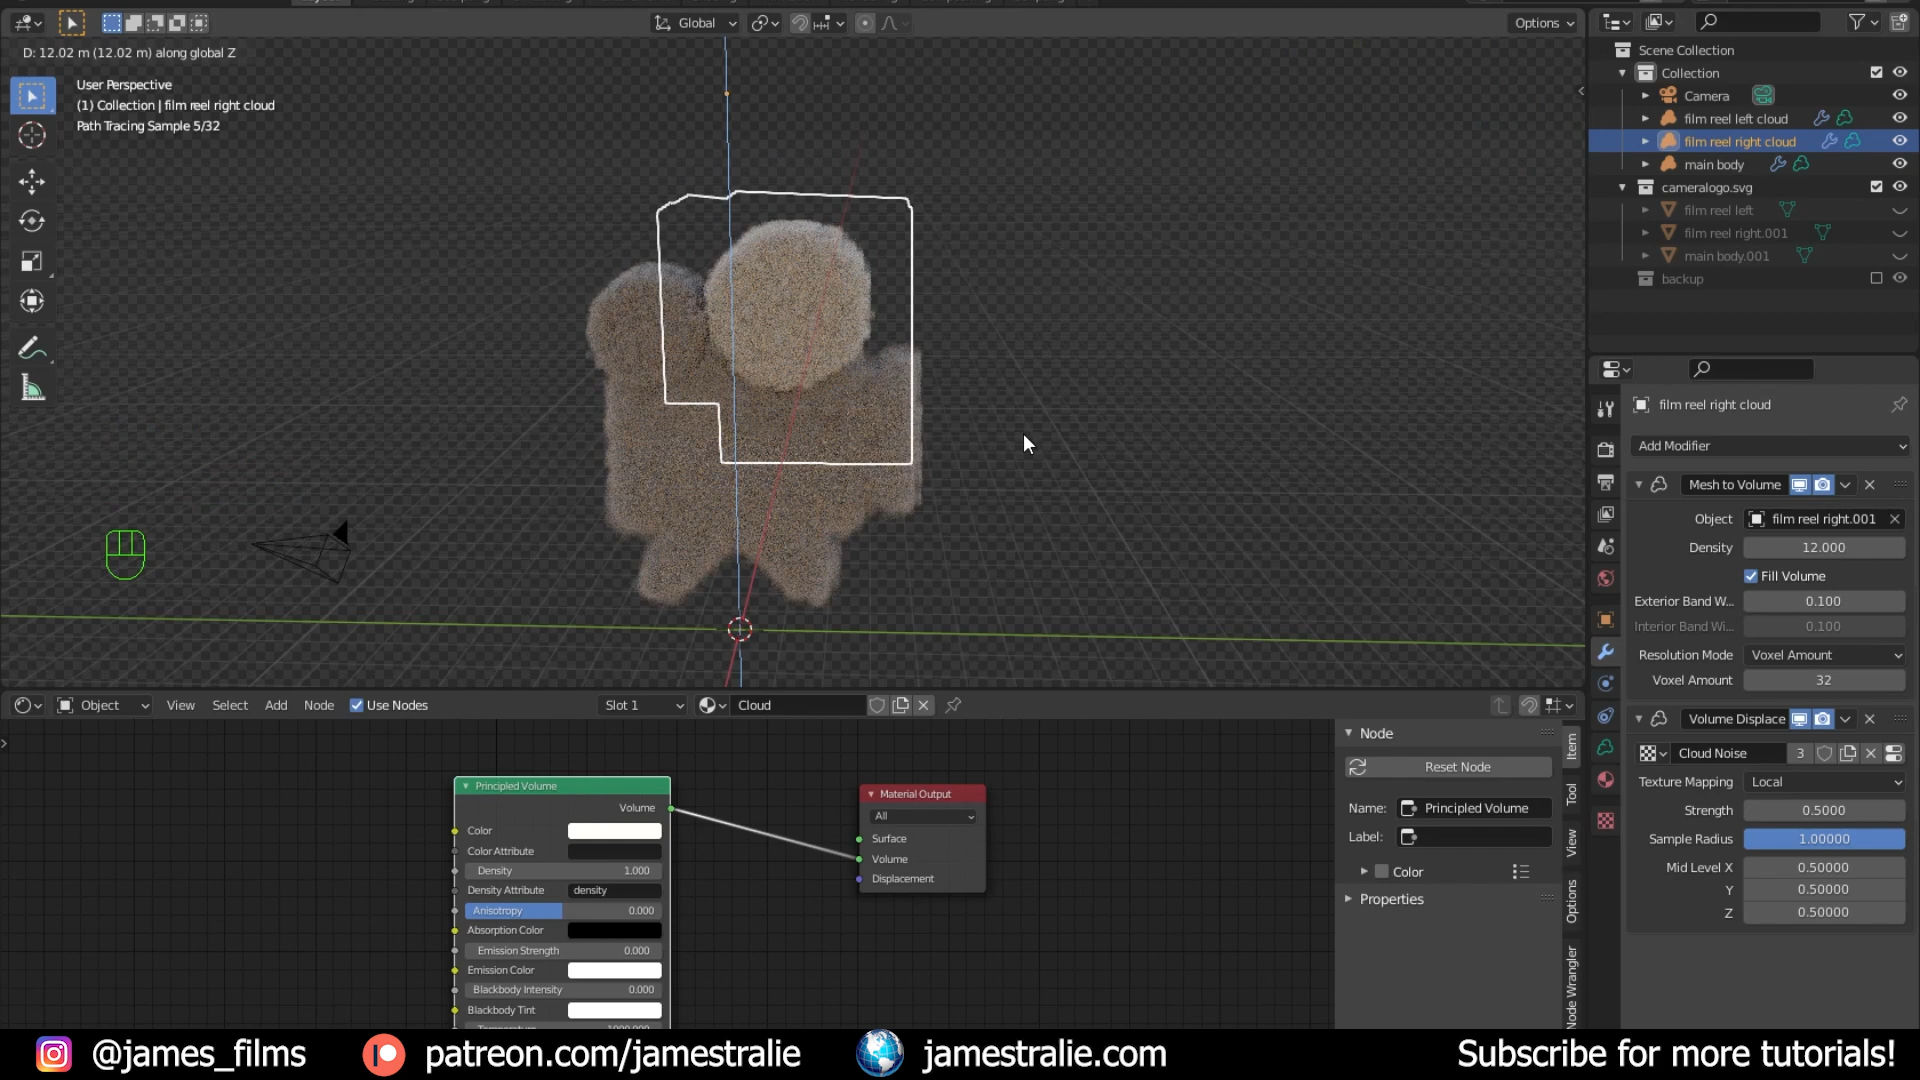 Global
Options
D: 12.02 m (12.02 m) along global Z
User Perspective
(1) Collection | film reel right cloud
Path Tracing Sample 5/32
Scene Collection
Collection
Camera
film reel left cloud
film reel right cloud
main body
cameralogo.svg
film reel left
film reel right.001
main body.001
backup
film reel right cloud
Add Modifier
Mesh to Volume
Object film reel right.001
Density 12.000
Fill Volume
Exterior Band W... 0.100
Interior Band Wi... 0.100
Resolution Mode Voxel Amount
Voxel Amount 32
Volume Displace
Cloud Noise 3
Texture Mapping Local
Strength 0.5000
Sample Radius 1.00000
Mid Level X 0.50000
Y 0.50000
Z 0.50000
Object View Select Add Node Use Nodes Slot 1 Cloud
Principled Volume
Volume
Color
Color Attribute
Density 1.000
Density Attribute density
Anisotropy 0.000
Absorption Color
Emission Strength 0.000
Emission Color
Blackbody Intensity 0.000
Blackbody Tint
Material Output
All
Surface
Volume
Displacement
Node
Reset Node
Name: Principled Volume
Label:
Color
Properties
Item
Tool
View
Options
Node Wrangler
@james_films patreon.com/jamestralie jamestralie.com Subscribe for more tutorials!